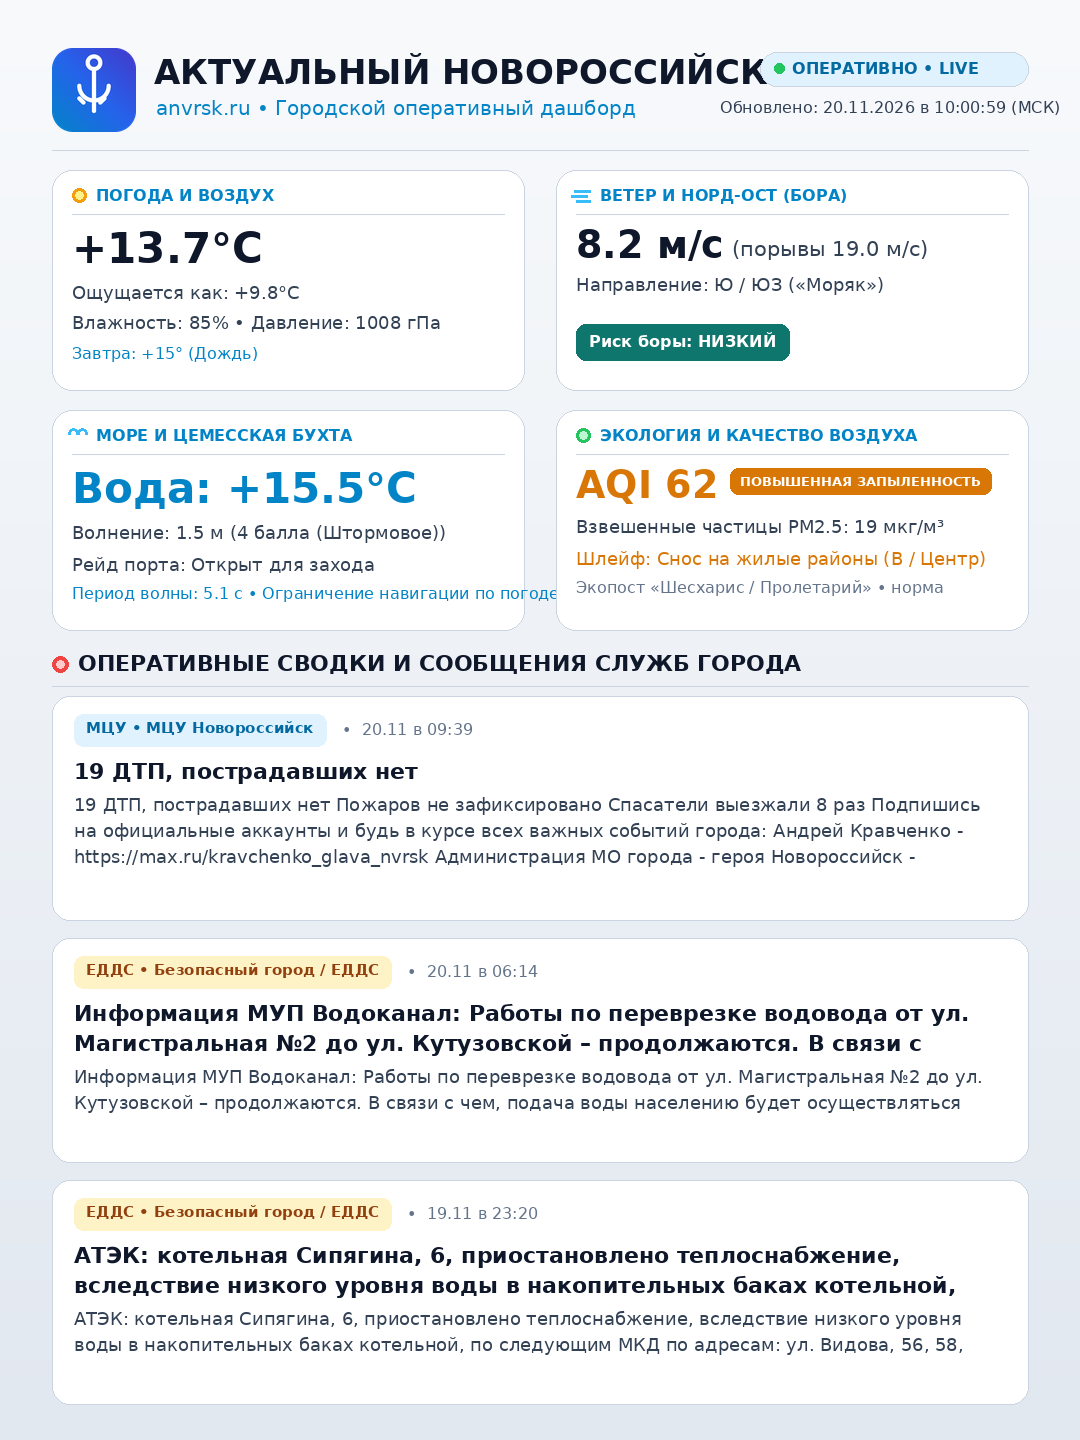 АКТУАЛЬНЫЙ НОВОРОССИЙСК
ОПЕРАТИВНО • LIVE
anvrsk.ru • Городской оперативный дашборд
Обновлено: 20.11.2026 в 10:00:59 (МСК)
ПОГОДА И ВОЗДУХ
+13.7°C
Ощущается как: +9.8°C
Влажность: 85% • Давление: 1008 гПа
Завтра: +15° (Дождь)
ВЕТЕР И НОРД-ОСТ (БОРА)
8.2 м/с (порывы 19.0 м/с)
Направление: Ю / ЮЗ («Моряк»)
Риск боры: НИЗКИЙ
МОРЕ И ЦЕМЕССКАЯ БУХТА
Вода: +15.5°C
Волнение: 1.5 м (4 балла (Штормовое))
Рейд порта: Открыт для захода
Период волны: 5.1 с • Ограничение навигации по погоде
ЭКОЛОГИЯ И КАЧЕСТВО ВОЗДУХА
AQI 62 ПОВЫШЕННАЯ ЗАПЫЛЕННОСТЬ
Взвешенные частицы PM2.5: 19 мкг/м³
Шлейф: Снос на жилые районы (В / Центр)
Экопост «Шесхарис / Пролетарий» • норма
ОПЕРАТИВНЫЕ СВОДКИ И СООБЩЕНИЯ СЛУЖБ ГОРОДА
МЦУ • МЦУ Новороссийск • 20.11 в 09:39
19 ДТП, пострадавших нет
19 ДТП, пострадавших нет Пожаров не зафиксировано Спасатели выезжали 8 раз Подпишись
на официальные аккаунты и будь в курсе всех важных событий города: Андрей Кравченко -
https://max.ru/kravchenko_glava_nvrsk Администрация МО города - героя Новороссийск -
ЕДДС • Безопасный город / ЕДДС • 20.11 в 06:14
Информация МУП Водоканал: Работы по переврезке водовода от ул.
Магистральная №2 до ул. Кутузовской – продолжаются. В связи с
Информация МУП Водоканал: Работы по переврезке водовода от ул. Магистральная №2 до ул.
Кутузовской – продолжаются. В связи с чем, подача воды населению будет осуществляться
ЕДДС • Безопасный город / ЕДДС • 19.11 в 23:20
АТЭК: котельная Сипягина, 6, приостановлено теплоснабжение,
вследствие низкого уровня воды в накопительных баках котельной,
АТЭК: котельная Сипягина, 6, приостановлено теплоснабжение, вследствие низкого уровня
воды в накопительных баках котельной, по следующим МКД по адресам: ул. Видова, 56, 58,